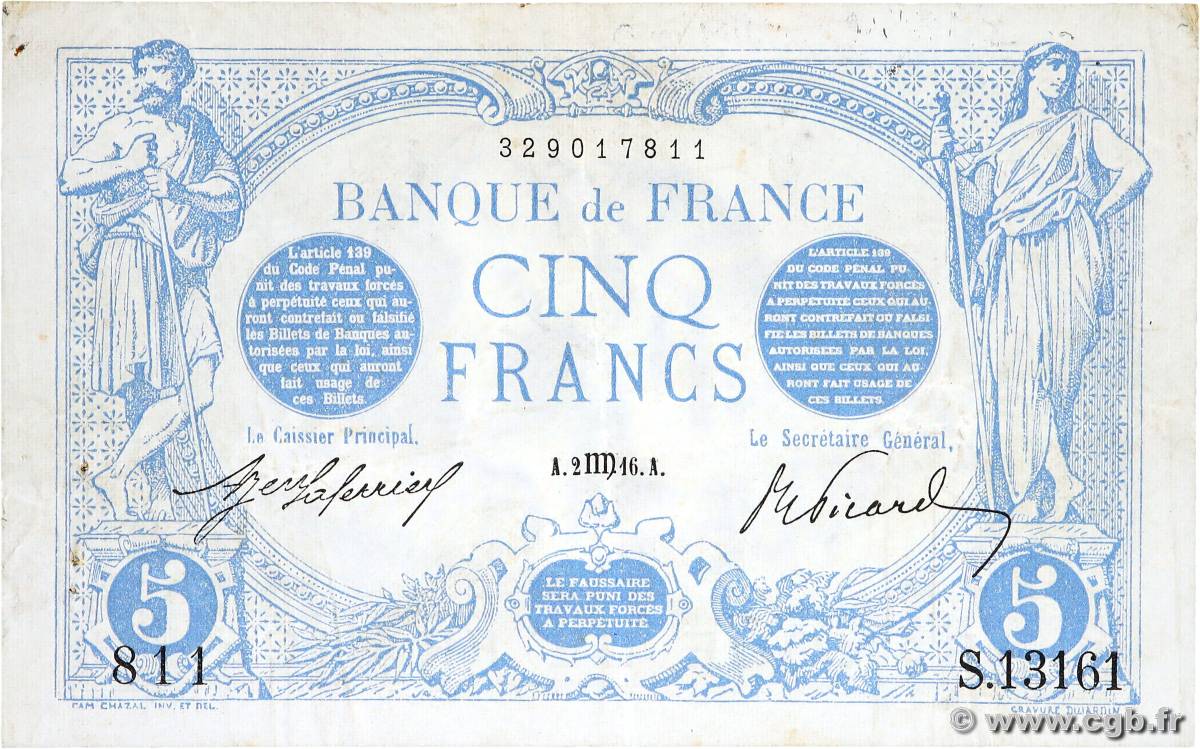 329017811
BANQUE de FRANCE
CINQ
FRANCS
L'article 139
du Code Pénal pu-
nit des travaux forcés
à perpétuité ceux qui au-
ront contrefait ou falsifié
les Billets de Banques au-
torisées par la loi, ainsi
que ceux qui auront
fait usage de
ces Billets.
L'ARTICLE 139
DU CODE PÉNAL PU-
NIT DES TRAVAUX FORCÉS
A PERPÉTUITÉ CEUX QUI AU-
RONT CONTREFAIT OU FALSI-
FIÉ LES BILLETS DE BANQUES
AUTORISÉES PAR LA LOI,
AINSI QUE CEUX QUI AU-
RONT FAIT USAGE DE
CES BILLETS.
Le Caissier Principal,
Le Secrétaire Général,
A.2 16.A.
Picard
LE FAUSSAIRE
SERA PUNI DES
TRAVAUX FORCÉS
A PERPÉTUITÉ
5
5
811
S.13161
CAM CHAZAL INV. ET DEL.
GRAVURE DUJARDIN
© www.cgb.fr